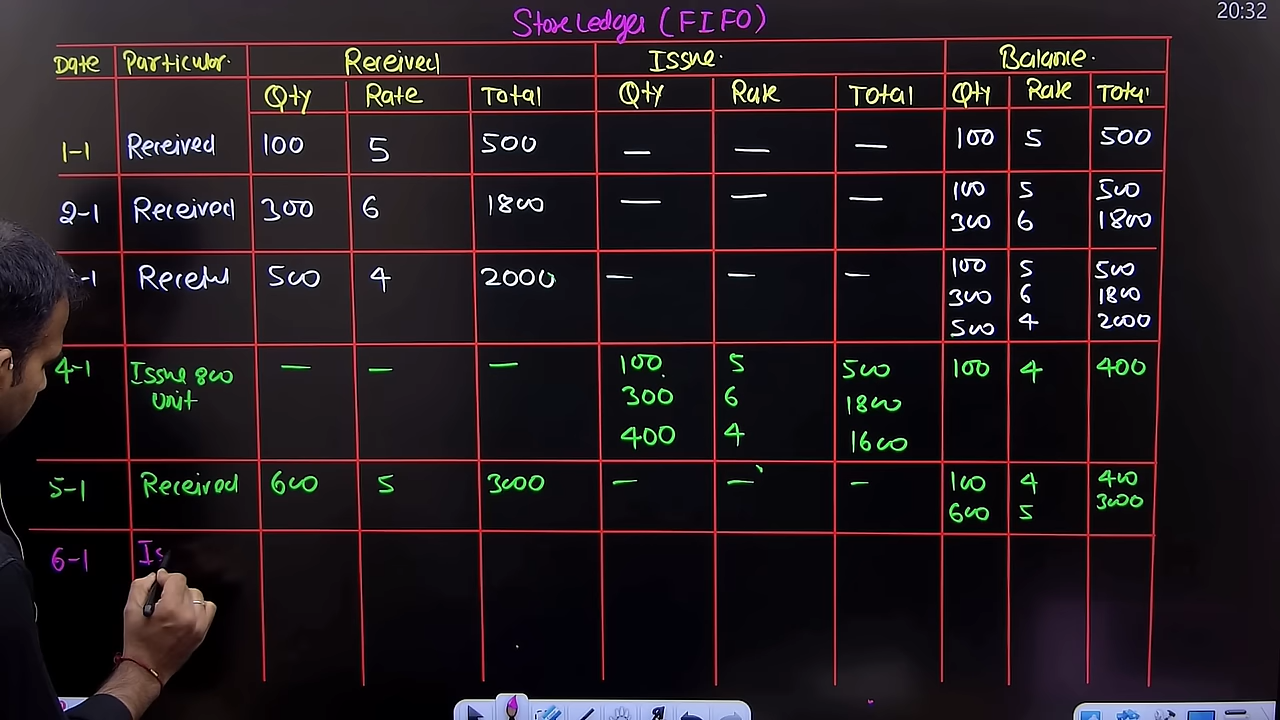 20:32
Store Ledger (FIFO)
Date Particular. Received Issue. Balance.
Qty Rate Total Qty Rate Total Qty Rate Total
1-1 Received 100 5 500 — — — 100 5 500
2-1 Received 300 6 1800 — — — 100 5 500
300 6 1800
-1 Received 500 4 2000 — — — 100 5 500
300 6 1800
500 4 2000
4-1 Issue 800 — — — 100 5 500 100 4 400
Unit 300 6 1800
400 4 1600
5-1 Received 600 5 3000 — — — 100 4 400
600 5 3000
6-1 Is